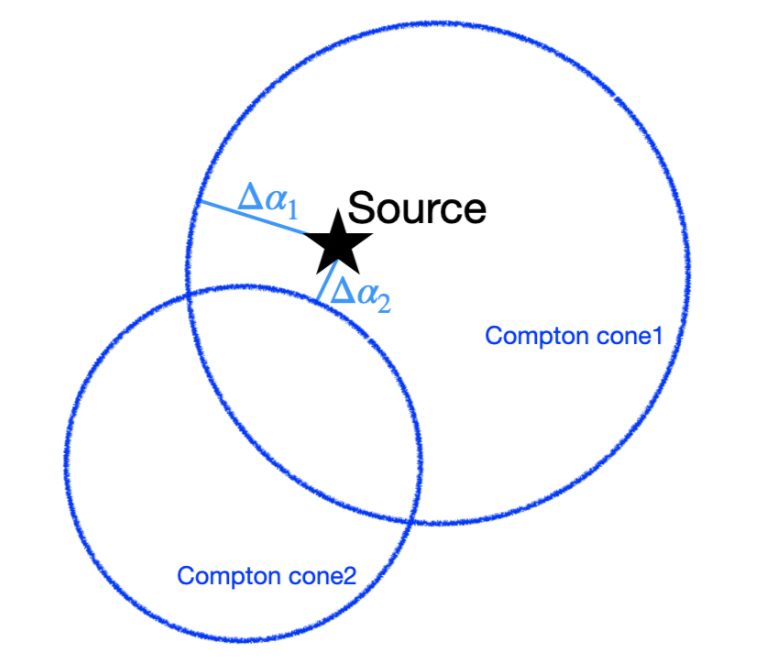 Source
Δα₁
Δα₂
Compton cone1
Compton cone2